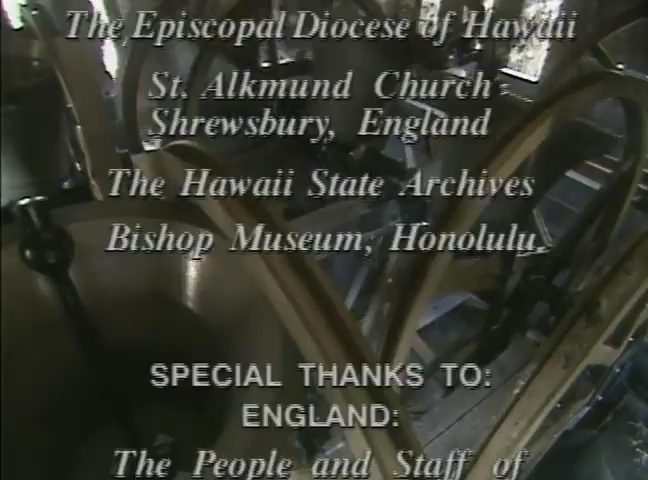 The Episcopal Diocese of Hawaii
St. Alkmund Church
Shrewsbury, England
The Hawaii State Archives
Bishop Museum, Honolulu
SPECIAL THANKS TO:
ENGLAND:
The People and Staff of